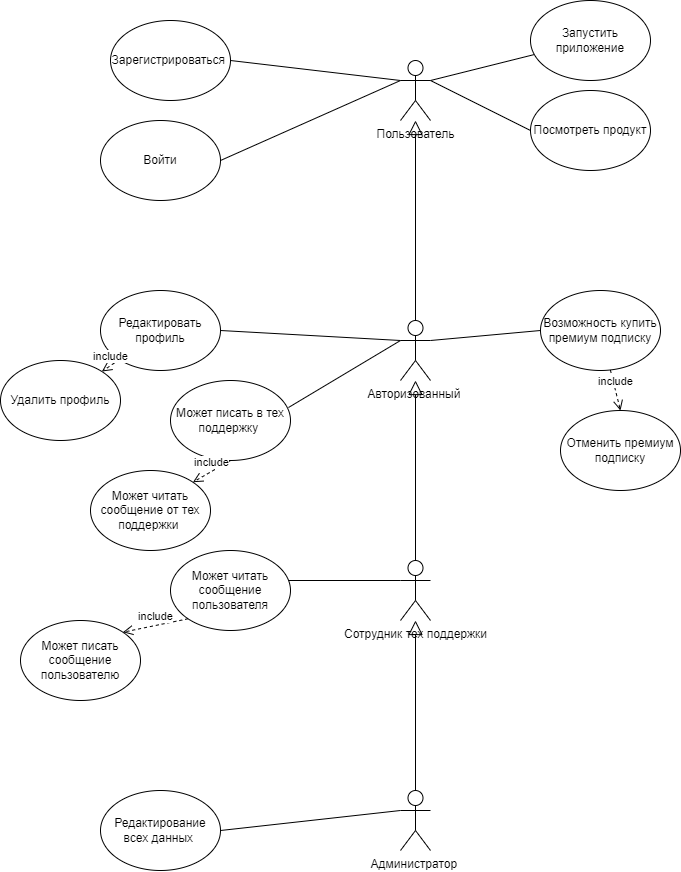 Запустить
приложение
Зарегистрироваться
Пользователь
Посмотреть продукт
Войти
Редактировать
профиль
Возможность купить
премиум подписку
include
include
Удалить профиль
Авторизованный
Может писать в тех
поддержку
Отменить премиум
подписку
include
Может читать
сообщение от тех
поддержки
Может читать
сообщение
пользователя
include
Сотрудник тех поддержки
Может писать
сообщение
пользователю
Редактирование
всех данных
Администратор